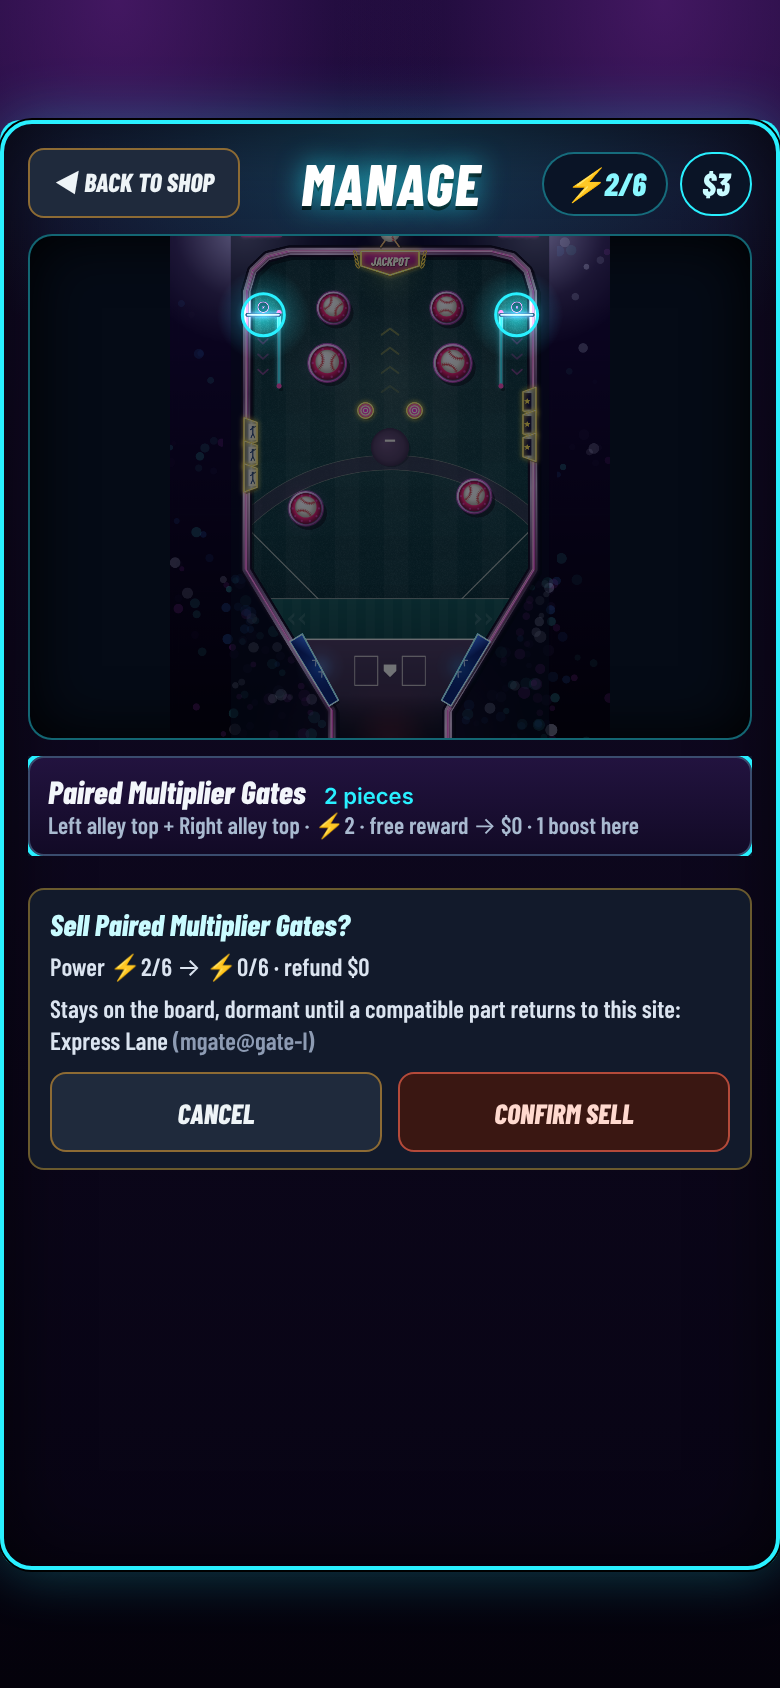 ◀ BACK TO SHOP
MANAGE
⚡2/6
$3
JACKPOT
Paired Multiplier Gates 2 pieces
Left alley top + Right alley top · ⚡2 · free reward → $0 · 1 boost here
Sell Paired Multiplier Gates?
Power ⚡2/6 → ⚡0/6 · refund $0
Stays on the board, dormant until a compatible part returns to this site:
Express Lane (mgate@gate-l)
CANCEL
CONFIRM SELL